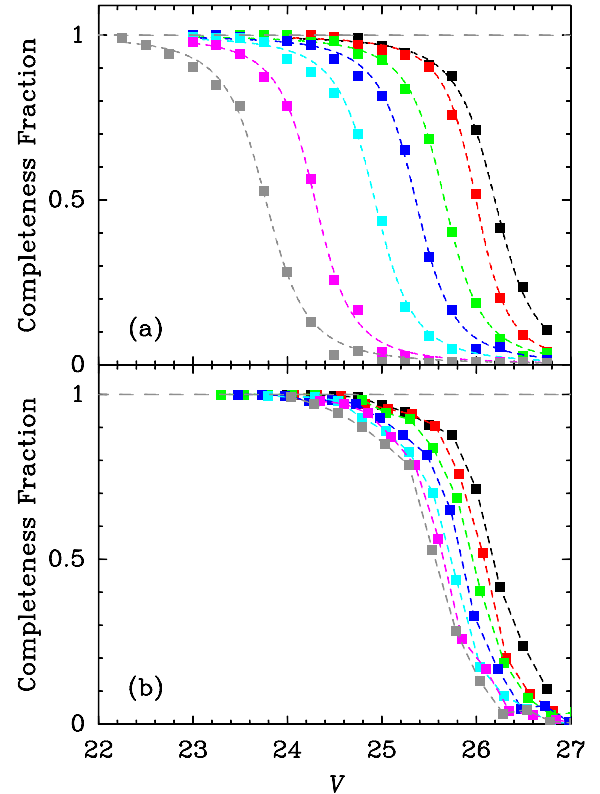 1
0.5
0
Completeness Fraction
(a)
1
0.5
0
Completeness Fraction
(b)
22 23 24 25 26 27
V